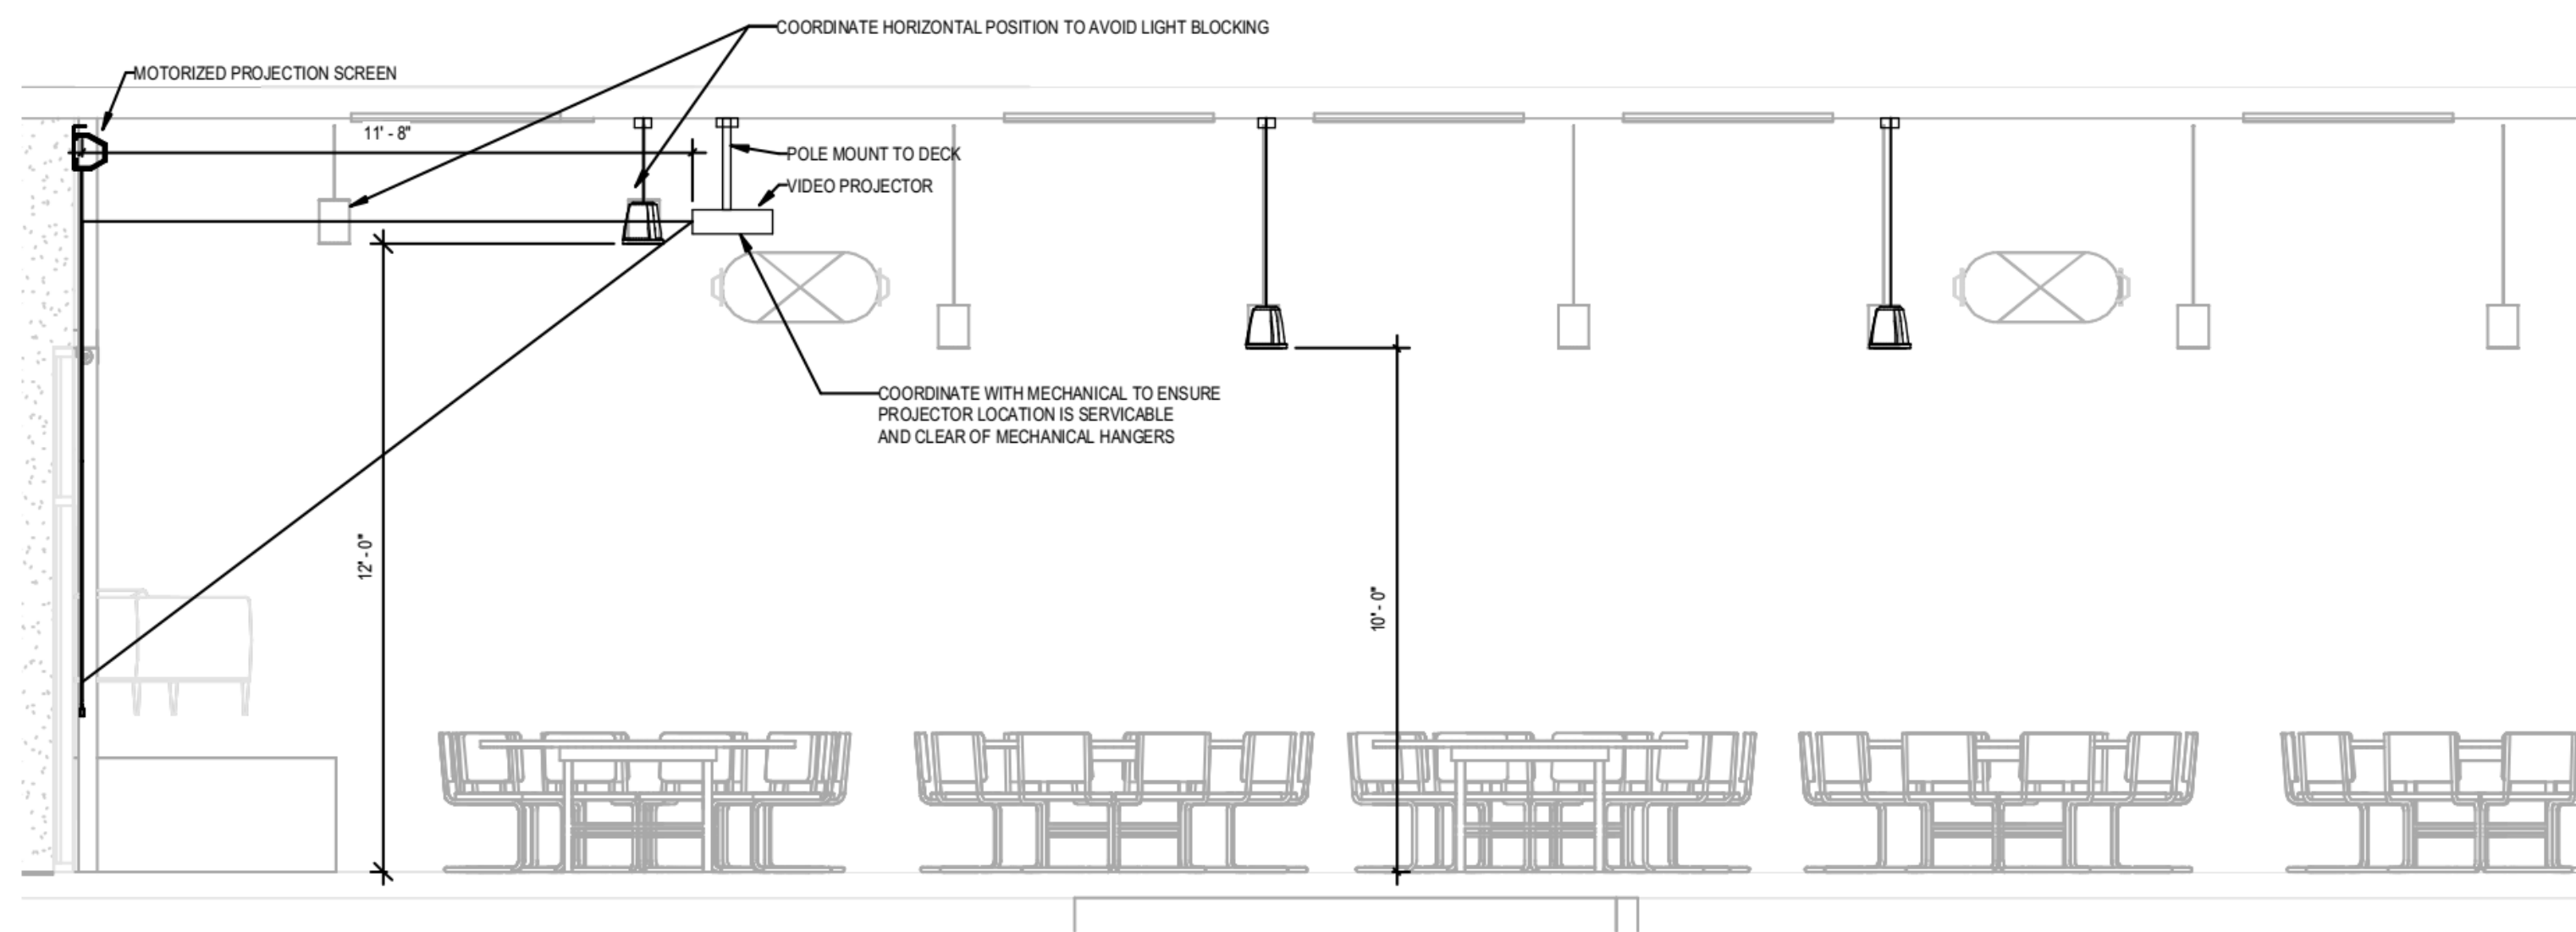 COORDINATE HORIZONTAL POSITION TO AVOID LIGHT BLOCKING
MOTORIZED PROJECTION SCREEN
11' - 8"
POLE MOUNT TO DECK
VIDEO PROJECTOR
COORDINATE WITH MECHANICAL TO ENSURE
PROJECTOR LOCATION IS SERVICABLE
AND CLEAR OF MECHANICAL HANGERS
12' - 0"
10' - 0"